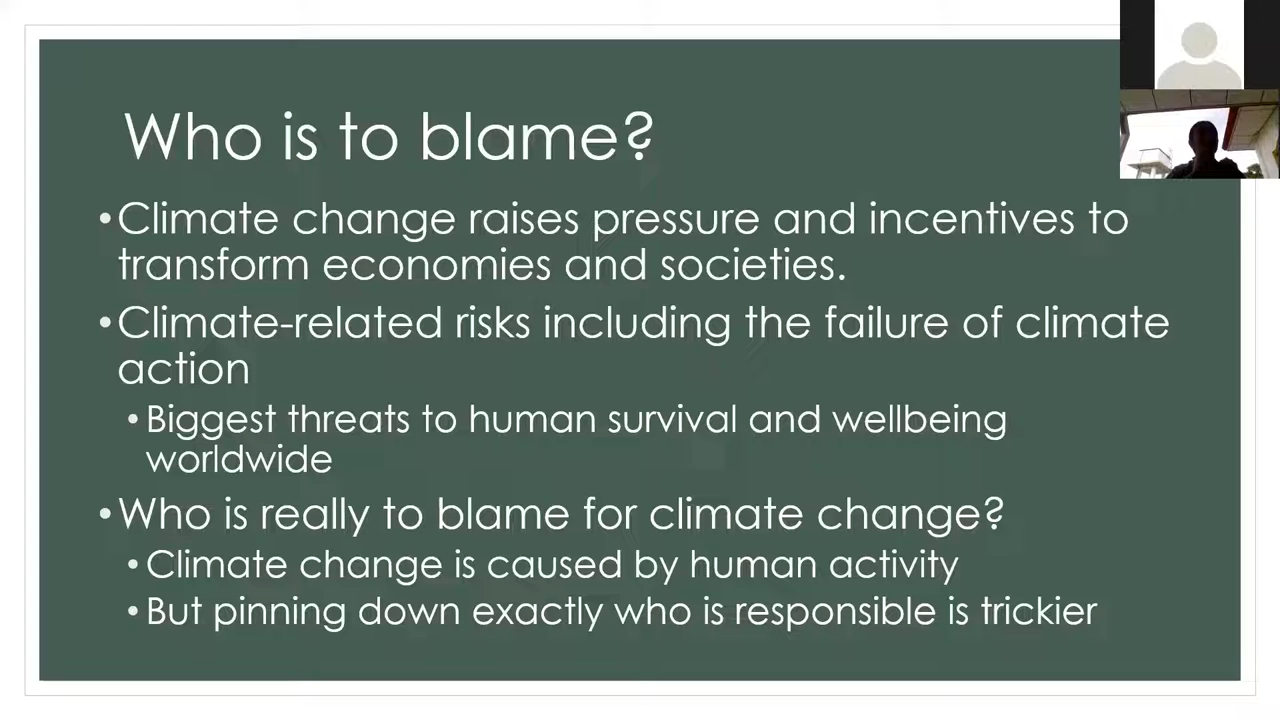 Who is to blame?
•Climate change raises pressure and incentives to
transform economies and societies.
•Climate-related risks including the failure of climate
action
•Biggest threats to human survival and wellbeing
worldwide
•Who is really to blame for climate change?
•Climate change is caused by human activity
•But pinning down exactly who is responsible is trickier